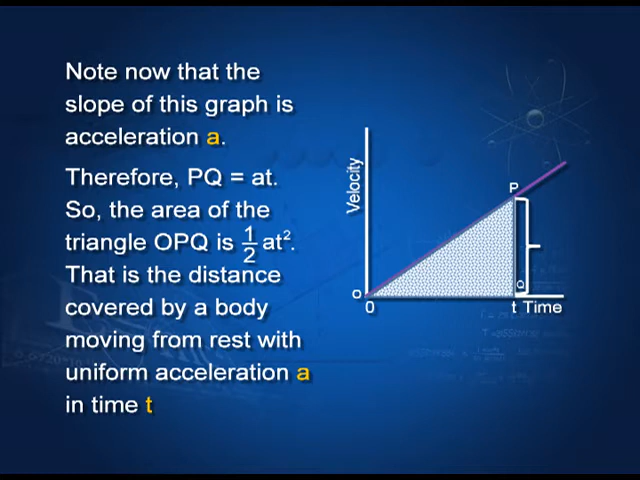 Note now that the
slope of this graph is
acceleration a.
Therefore, PQ = at.
So, the area of the
triangle OPQ is 1/2 at².
That is the distance
covered by a body
moving from rest with
uniform acceleration a
in time t
Velocity
P
O
Q
0
t Time